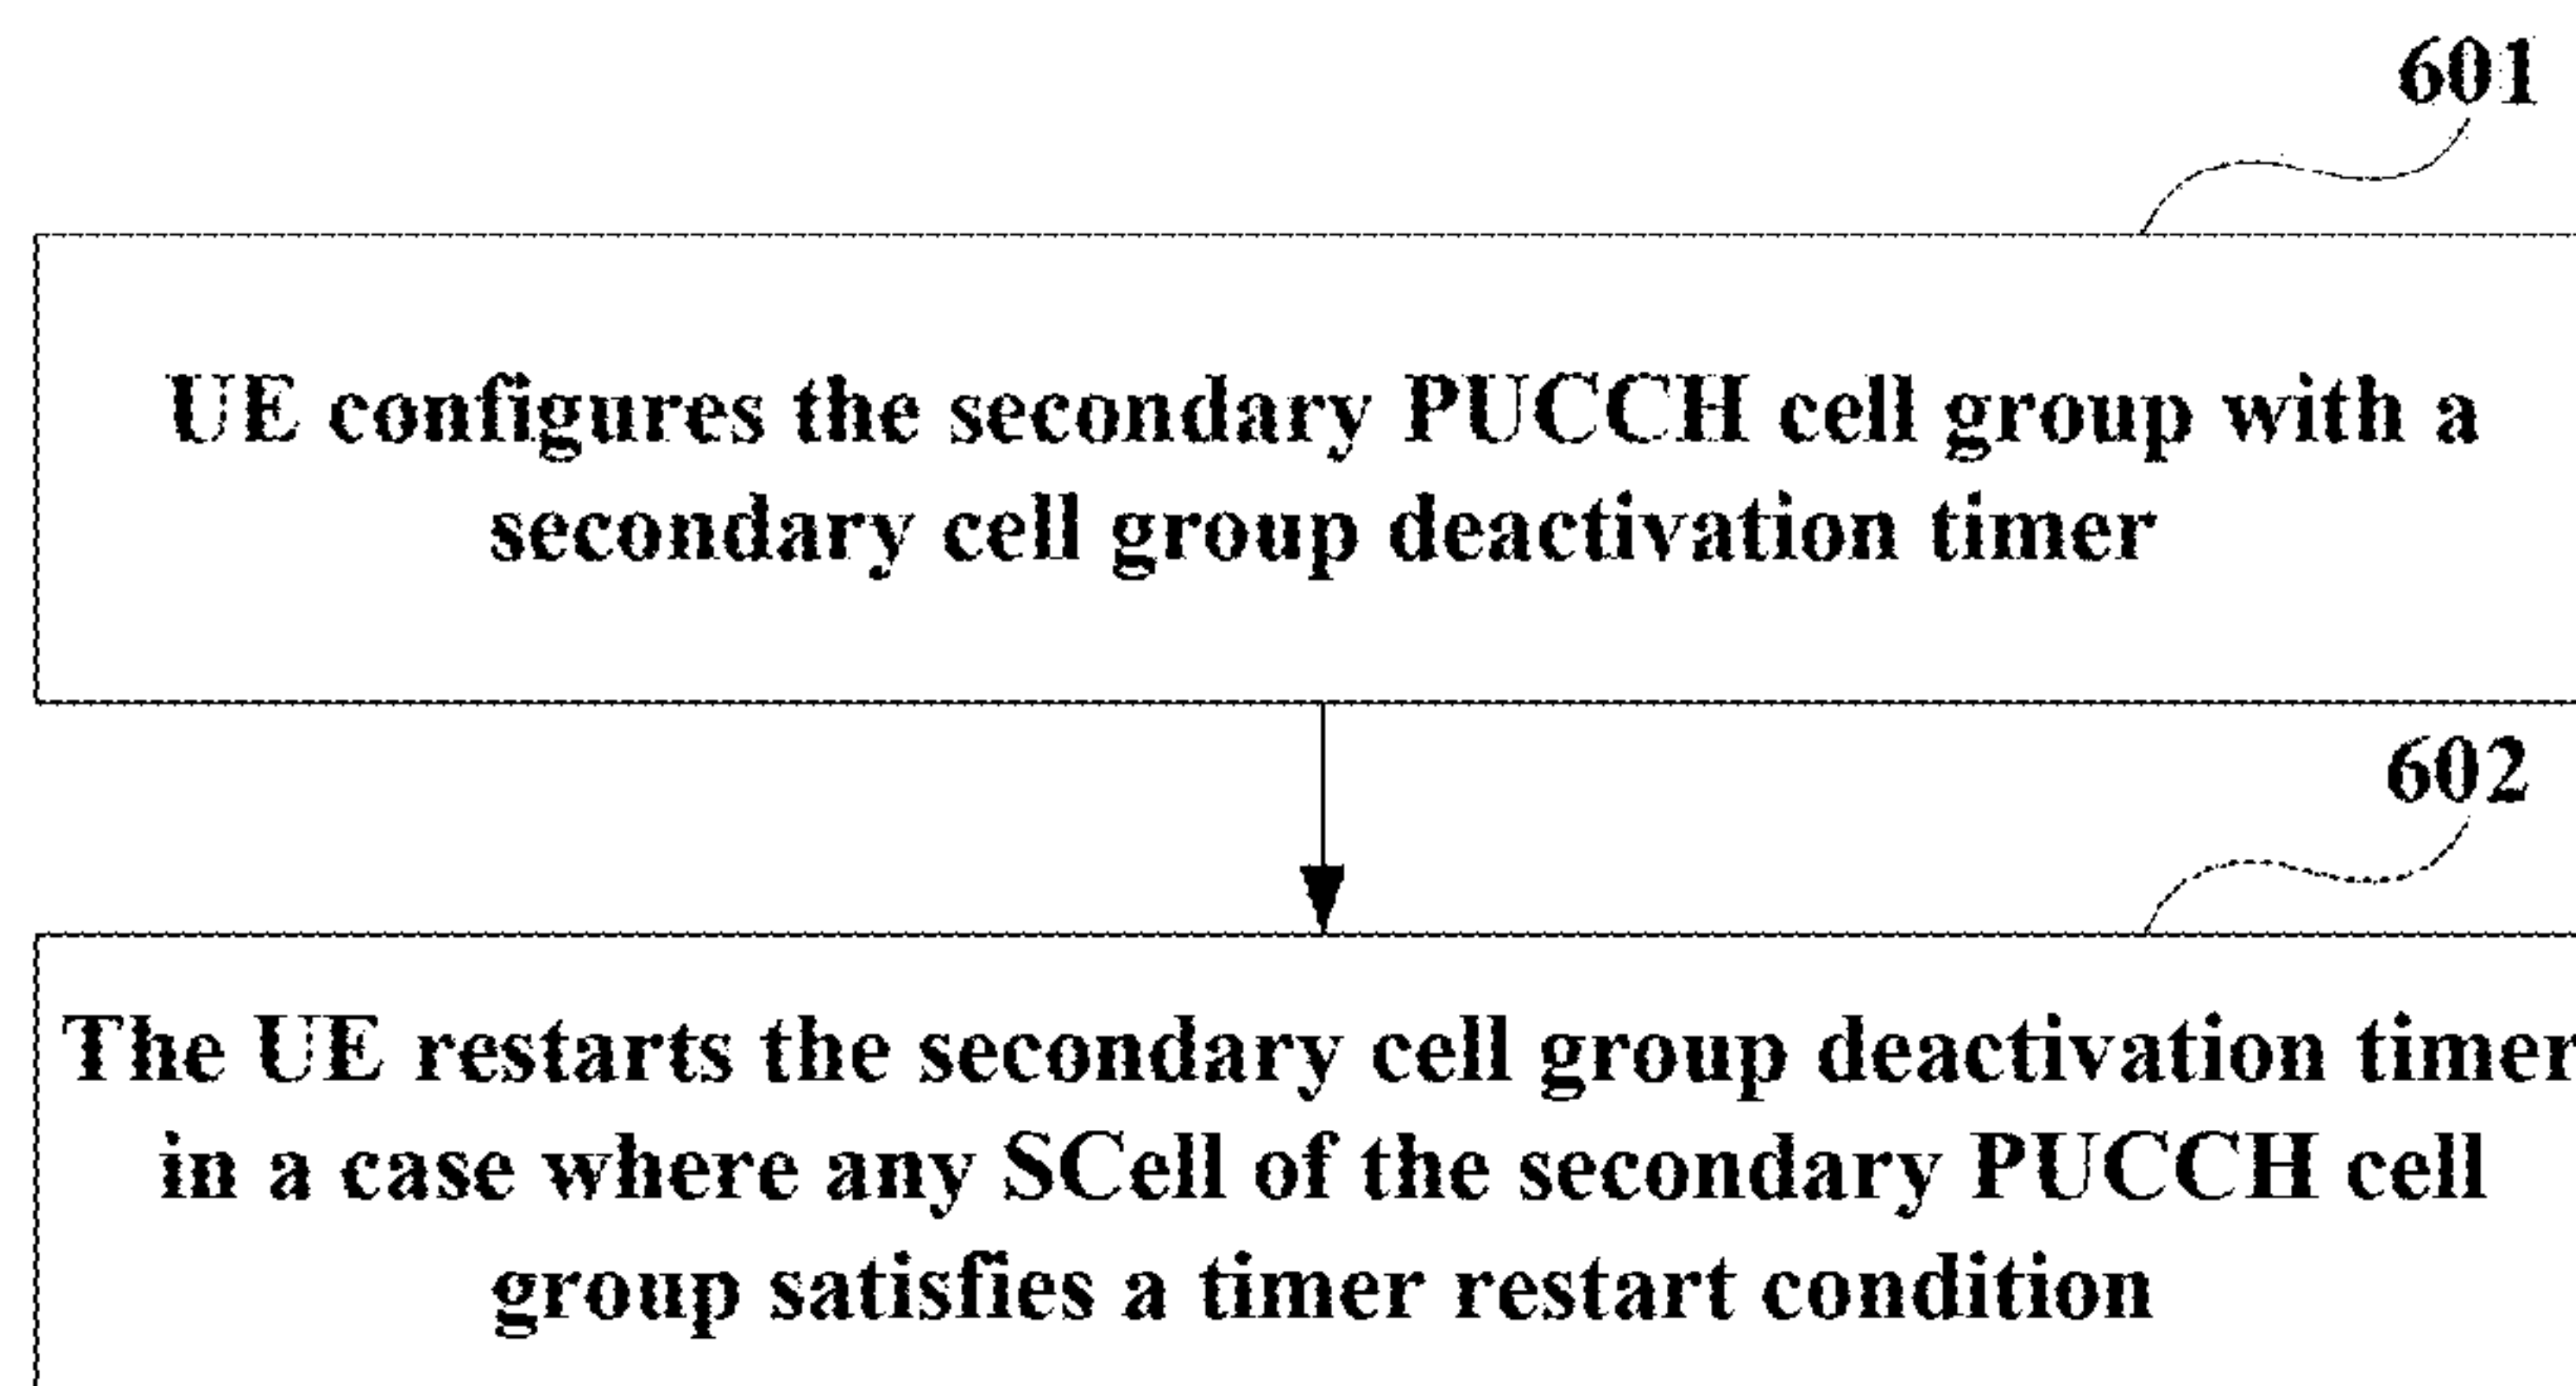 601
UE configures the secondary PUCCH cell group with a
secondary cell group deactivation timer
602
The UE restarts the secondary cell group deactivation timer
in a case where any SCell of the secondary PUCCH cell
group satisfies a timer restart condition